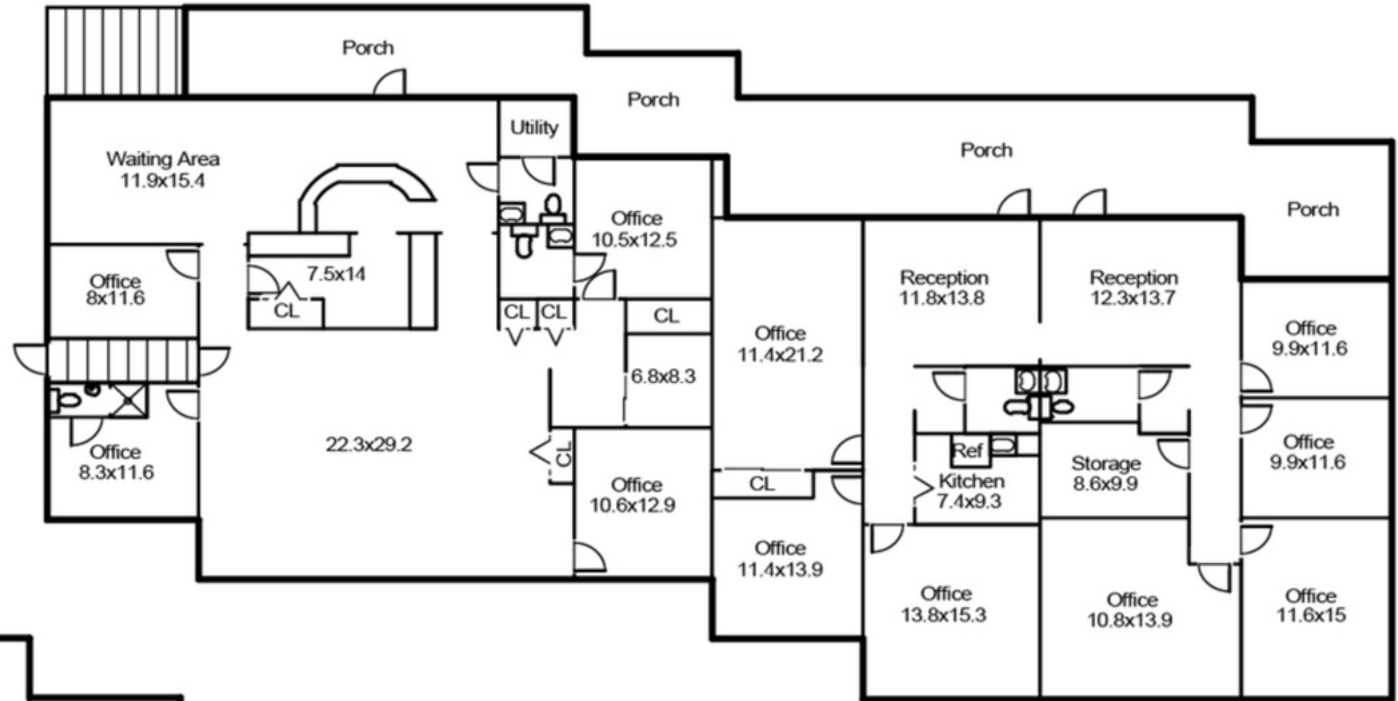 Porch
Porch
Porch
Porch
Utility
Waiting Area
11.9x15.4
Office
10.5x12.5
7.5x14
CL
Office
8x11.6
CL
CL
CL
6.8x8.3
Office
8.3x11.6
22.3x29.2
CL
Office
10.6x12.9
Office
11.4x21.2
CL
Office
11.4x13.9
Reception
11.8x13.8
Reception
12.3x13.7
Office
9.9x11.6
Office
9.9x11.6
Ref
Kitchen
7.4x9.3
Storage
8.6x9.9
Office
13.8x15.3
Office
10.8x13.9
Office
11.6x15